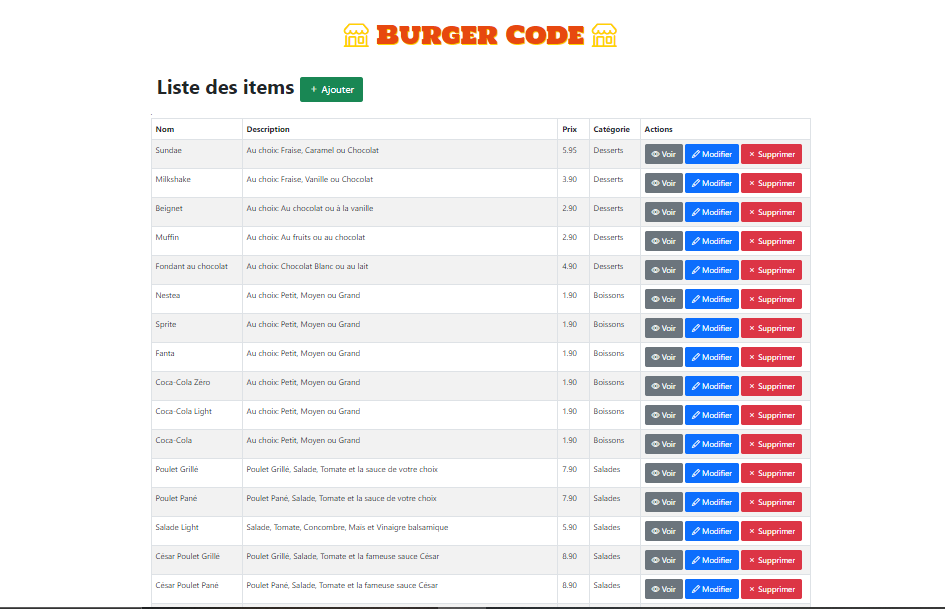 BURGER CODE
Liste des items + Ajouter
Nom Description Prix Catégorie Actions
Sundae Au choix: Fraise, Caramel ou Chocolat 5.95 Desserts Voir Modifier × Supprimer
Milkshake Au choix: Fraise, Vanille ou Chocolat 3.90 Desserts Voir Modifier × Supprimer
Beignet Au choix: Au chocolat ou à la vanille 2.90 Desserts Voir Modifier × Supprimer
Muffin Au choix: Au fruits ou au chocolat 2.90 Desserts Voir Modifier × Supprimer
Fondant au chocolat Au choix: Chocolat Blanc ou au lait 4.90 Desserts Voir Modifier × Supprimer
Nestea Au choix: Petit, Moyen ou Grand 1.90 Boissons Voir Modifier × Supprimer
Sprite Au choix: Petit, Moyen ou Grand 1.90 Boissons Voir Modifier × Supprimer
Fanta Au choix: Petit, Moyen ou Grand 1.90 Boissons Voir Modifier × Supprimer
Coca-Cola Zéro Au choix: Petit, Moyen ou Grand 1.90 Boissons Voir Modifier × Supprimer
Coca-Cola Light Au choix: Petit, Moyen ou Grand 1.90 Boissons Voir Modifier × Supprimer
Coca-Cola Au choix: Petit, Moyen ou Grand 1.90 Boissons Voir Modifier × Supprimer
Poulet Grillé Poulet Grillé, Salade, Tomate et la sauce de votre choix 7.90 Salades Voir Modifier × Supprimer
Poulet Pané Poulet Pané, Salade, Tomate et la sauce de votre choix 7.90 Salades Voir Modifier × Supprimer
Salade Light Salade, Tomate, Concombre, Mais et Vinaigre balsamique 5.90 Salades Voir Modifier × Supprimer
César Poulet Grillé Poulet Grillé, Salade, Tomate et la fameuse sauce César 8.90 Salades Voir Modifier × Supprimer
César Poulet Pané Poulet Pané, Salade, Tomate et la fameuse sauce César 8.90 Salades Voir Modifier × Supprimer